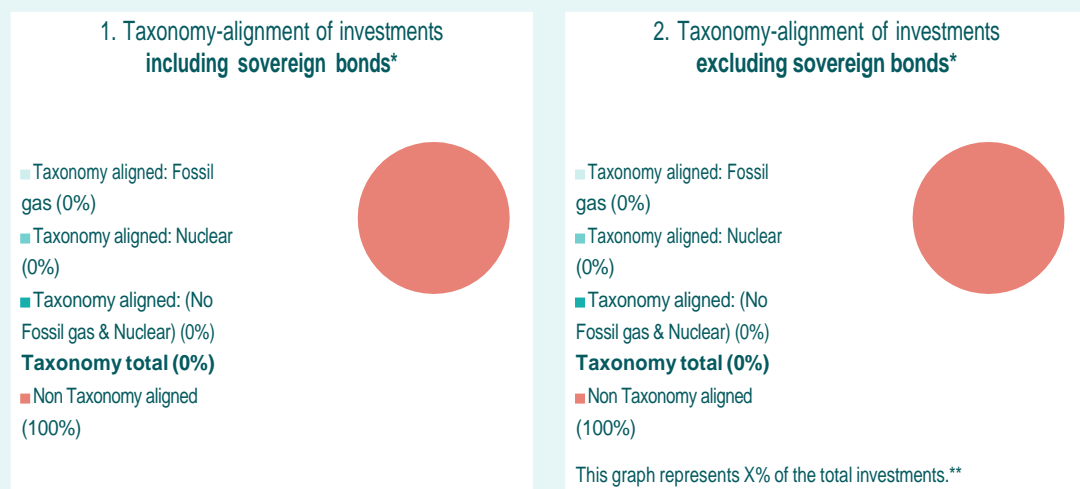 1. Taxonomy-alignment of investments
including sovereign bonds*
Taxonomy aligned: Fossil
gas (0%)
Taxonomy aligned: Nuclear
(0%)
Taxonomy aligned: (No
Fossil gas & Nuclear) (0%)
Taxonomy total (0%)
Non Taxonomy aligned
(100%)
2. Taxonomy-alignment of investments
excluding sovereign bonds*
Taxonomy aligned: Fossil
gas (0%)
Taxonomy aligned: Nuclear
(0%)
Taxonomy aligned: (No
Fossil gas & Nuclear) (0%)
Taxonomy total (0%)
Non Taxonomy aligned
(100%)
This graph represents X% of the total investments.**